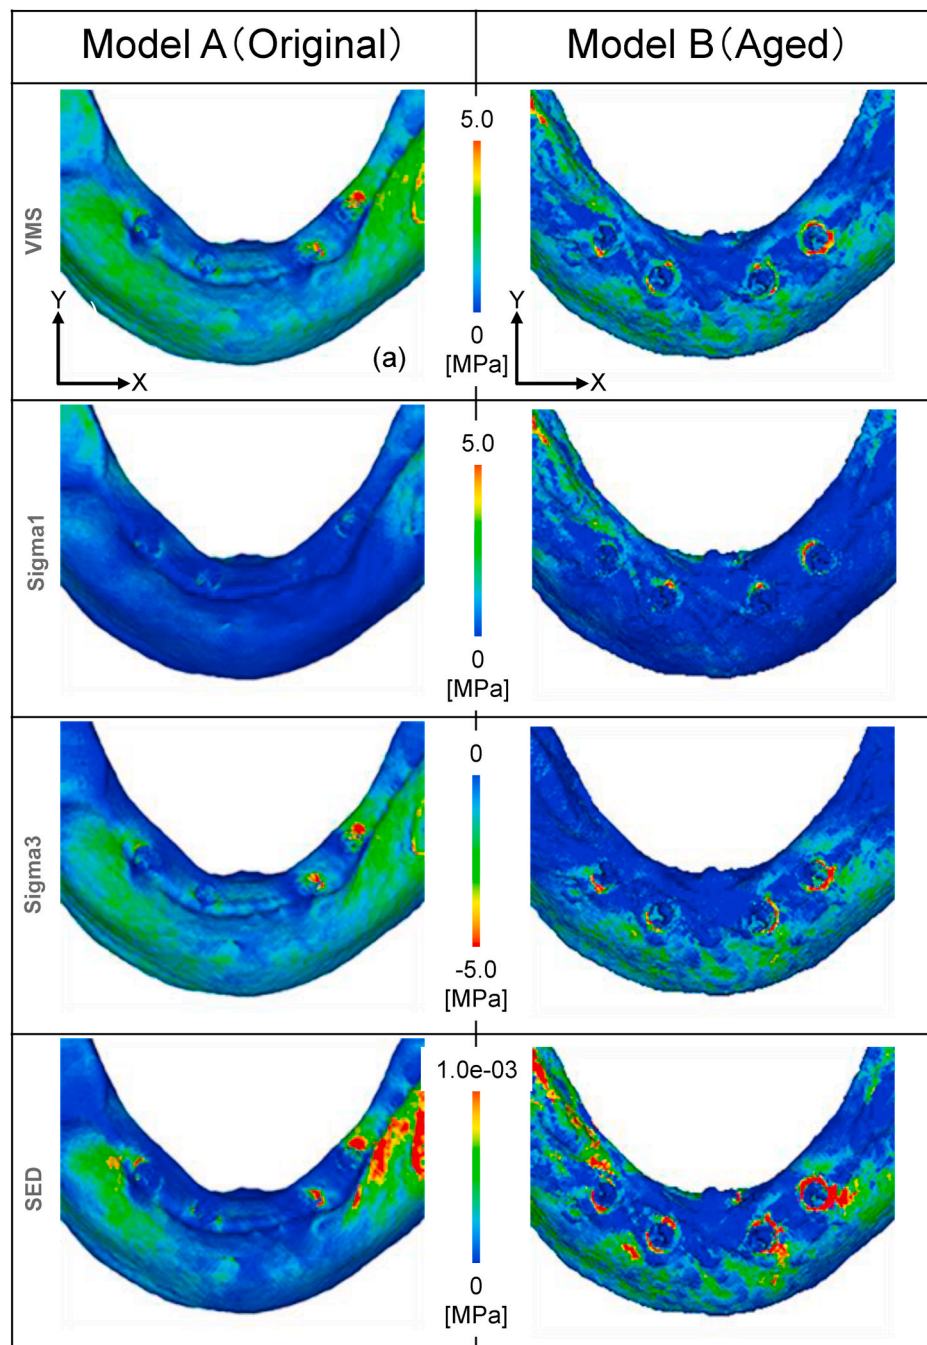 Model A（Original）
Model B（Aged）
VMS
5.0
0
[MPa]
Y
X
(a)
Y
X
Sigma1
5.0
0
[MPa]
Sigma3
0
-5.0
[MPa]
SED
1.0e-03
0
[MPa]